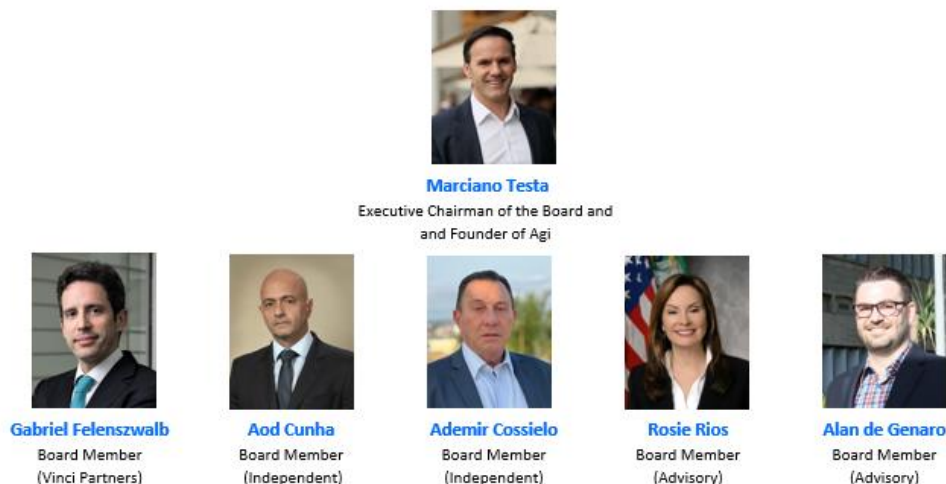 Marciano Testa
Executive Chairman of the Board and
and Founder of Agi
Gabriel Felenszwalb
Board Member
(Vinci Partners)
Aod Cunha
Board Member
(Independent)
Ademir Cossielo
Board Member
(Independent)
Rosie Rios
Board Member
(Advisory)
Alan de Genaro
Board Member
(Advisory)